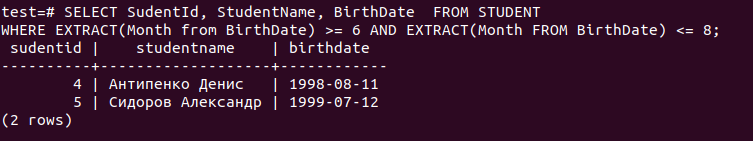 test=# SELECT SudentId, StudentName, BirthDate  FROM STUDENT
WHERE EXTRACT(Month from BirthDate) >= 6 AND EXTRACT(Month FROM BirthDate) <= 8;
 sudentid |    studentname    | birthdate
----------+-------------------+------------
        4 | Антипенко Денис   | 1998-08-11
        5 | Сидоров Александр | 1999-07-12
(2 rows)